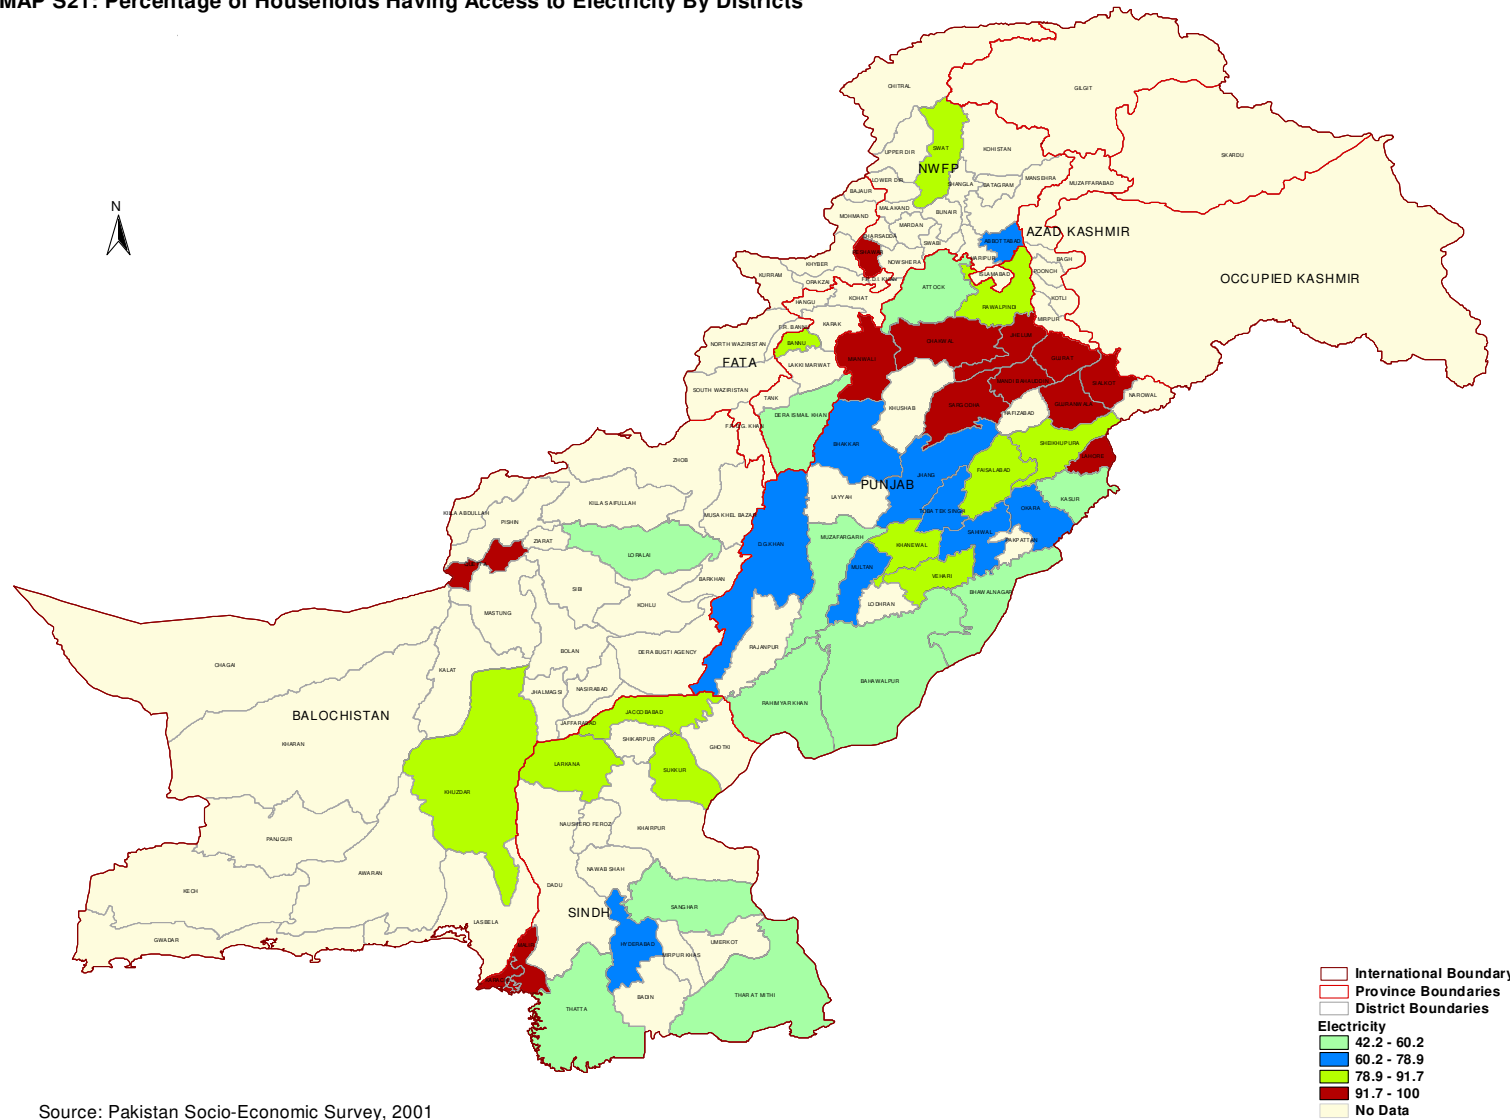 MAP S21: Percentage of Households Having Access to Electricity By Districts
N
CHITRAL
GILGIT
SKARDU
UPPER DIR
SWAT
KOHISTAN
NWFP
LOWER DIR
SHANGLA
BATAGRAM
MANSEHRA
MUZAFFARABAD
BAJAUR
MALAKAND
BUNAIR
MOHMAND
MARDAN
AZAD KASHMIR
CHARSADDA
SWABI
ABBOTTABAD
HARIPUR
BAGH
KHYBER
NOWSHERA
ISLAMABAD
POONCH
KURRAM
ORAKZAI
ATTOCK
OCCUPIED KASHMIR
HANGU
KOHAT
RAWALPINDI
KOTLI
MIRPUR
KARAK
F.R. BANNU
NORTH WAZIRISTAN
BANNU
CHAKWAL
JHELUM
FATA
LAKKI MARWAT
MIANWALI
GUJRAT
SOUTH WAZIRISTAN
TANK
MANDI BAHAUDDIN
SIALKOT
NAROWAL
DERA ISMAIL KHAN
KHUSHAB
SARGODHA
HAFIZABAD
GUJRANWALA
BHAKKAR
SHEIKHUPURA
ZHOB
LAHORE
JHANG
FAISALABAD
PUNJAB
LAYYAH
KASUR
KILLA SAIFULLAH
KILLA ABDULLAH
PISHIN
MUSA KHEL BAZAR
TOBA TEK SINGH
OKARA
ZIARAT
LORALAI
D.G.KHAN
MUZAFARGARH
KHANEWAL
SAHIWAL
PAKPATTAN
QUETTA
MULTAN
VEHARI
SIBI
BARKHAN
KOHLU
LODHRAN
BHAWALNAGAR
MASTUNG
BOLAN
DERA BUGTI AGENCY
RAJANPUR
CHAGAI
KALAT
BAHAWALPUR
JHALMAGSI
NASIRABAD
RAHIMYAR KHAN
BALOCHISTAN
JAFFARABAD
JACOBABAD
KHARAN
SHIKARPUR
GHOTKI
LARKANA
SUKKUR
KHUZDAR
NAUSHERO FEROZ
KHAIRPUR
PANJGUR
AWARAN
NAWAB SHAH
KECH
DADU
SANGHAR
SINDH
LASBELA
GWADAR
HYDERABAD
UMERKOT
MIRPUR KHAS
BADIN
THARAT MITHI
THATTA
International Boundary
Province Boundaries
District Boundaries
Electricity
42.2 - 60.2
60.2 - 78.9
78.9 - 91.7
91.7 - 100
No Data
Source: Pakistan Socio-Economic Survey, 2001